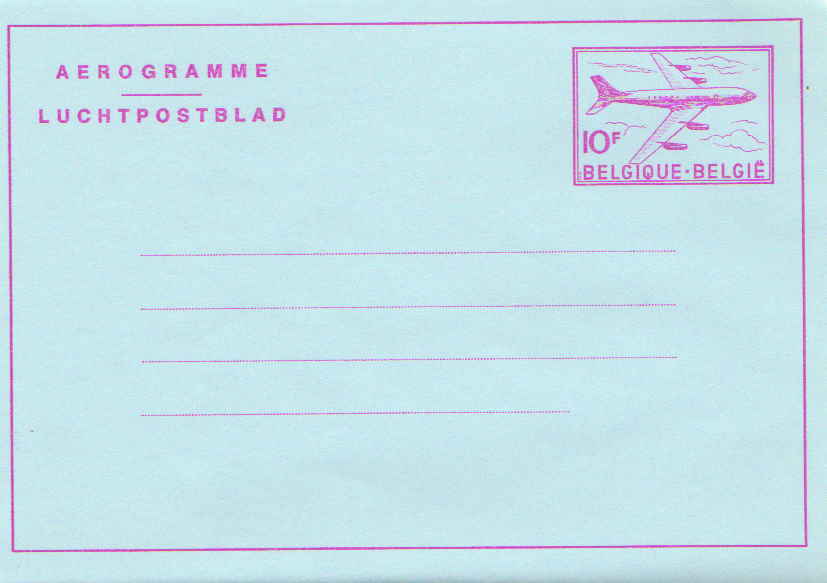 AEROGRAMME
LUCHTPOSTBLAD
10F
BELGIQUE·BELGIË